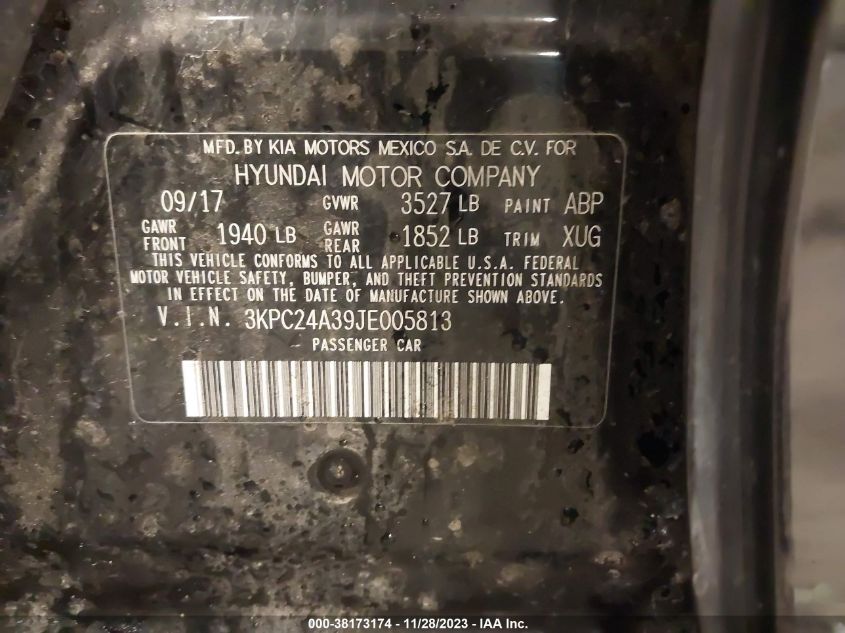 MFD. BY KIA MOTORS MEXICO S.A. DE C.V. FOR
HYUNDAI MOTOR COMPANY
09/17 GVWR 3527 LB PAINT ABP
GAWR FRONT 1940 LB GAWR REAR 1852 LB TRIM XUG
THIS VEHICLE CONFORMS TO ALL APPLICABLE U.S.A. FEDERAL
MOTOR VEHICLE SAFETY, BUMPER, AND THEFT PREVENTION STANDARDS
IN EFFECT ON THE DATE OF MANUFACTURE SHOWN ABOVE.
V.I.N. 3KPC24A39JE005813
PASSENGER CAR
000-38173174 - 11/28/2023 - IAA Inc.